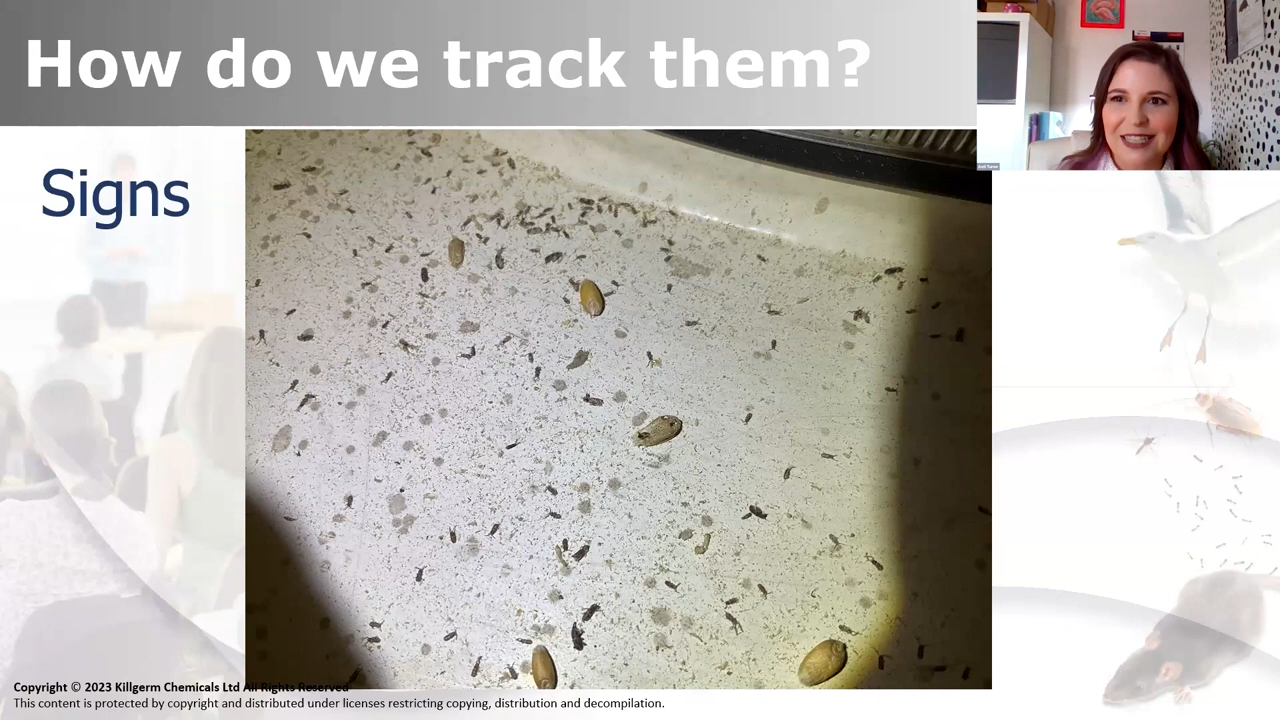 How do we track them?
Signs
Copyright © 2023 Killgerm Chemicals Ltd All Rights Reserved
This content is protected by copyright and distributed under licenses restricting copying, distribution and decompilation.